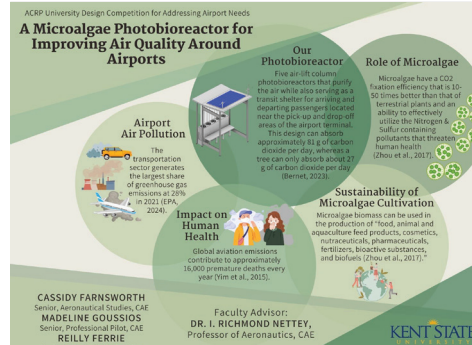 ACRP University Design Competition for Addressing Airport Needs
A Microalgae Photobioreactor for
Improving Air Quality Around
Airports
Our
Photobioreactor
Five air-lift column
photobioreactors that purify
the air while also serving as a
transit shelter for arriving and
departing passengers located
near the pick-up and drop-off
areas of the airport terminal.
This design can absorb
approximately 81 g of carbon
dioxide per day, whereas a
tree can only absorb about 27
g of carbon dioxide per day
(Bernet, 2023).
Role of Microalgae
Microalgae have a CO2
fixation efficiency that is 10-
50 times better than that of
terrestrial plants and an
ability to effectively
utilize the Nitrogen &
Sulfur containing
pollutants that threaten
human health
(Zhou et al., 2017).
Airport
Air Pollution
The
transportation
sector generates
the largest share
of greenhouse gas
emissions at 28%
in 2021 (EPA,
2024).
Impact on
Human
Health
Global aviation emissions
contribute to approximately
16,000 premature deaths every
year (Yim et al., 2015).
Sustainability of
Microalgae Cultivation
Microalgae biomass can be used in
the production of "food, animal and
aquaculture feed products, cosmetics,
nutraceuticals, pharmaceuticals,
fertilizers, bioactive substances,
and biofuels (Zhou et al., 2017)."
CASSIDY FARNSWORTH
Senior, Aeronautical Studies, CAE
MADELINE GOUSSIOS
Senior, Professional Pilot, CAE
REILLY FERRIE
Faculty Advisor:
DR. I. RICHMOND NETTEY,
Professor of Aeronautics, CAE
KENT STATE
UNIVERSITY